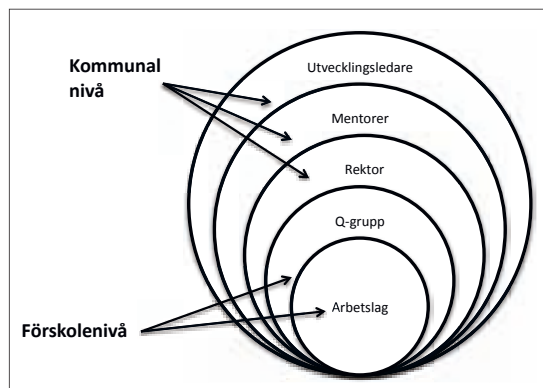 Kommunal
nivå
Utvecklingsledare
Mentorer
Rektor
Q-grupp
Arbetslag
Förskolenivå